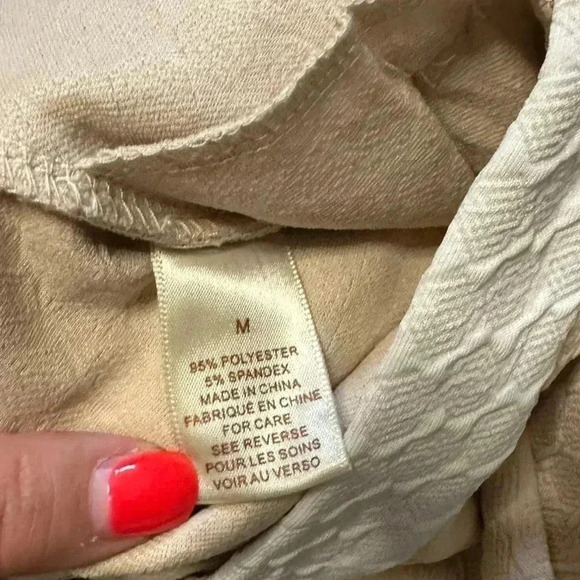 M
95% POLYESTER
5% SPANDEX
MADE IN CHINA
FABRIQUÉ EN CHINE
FOR CARE
SEE REVERSE
POUR LES SOINS
VOIR AU VERSO